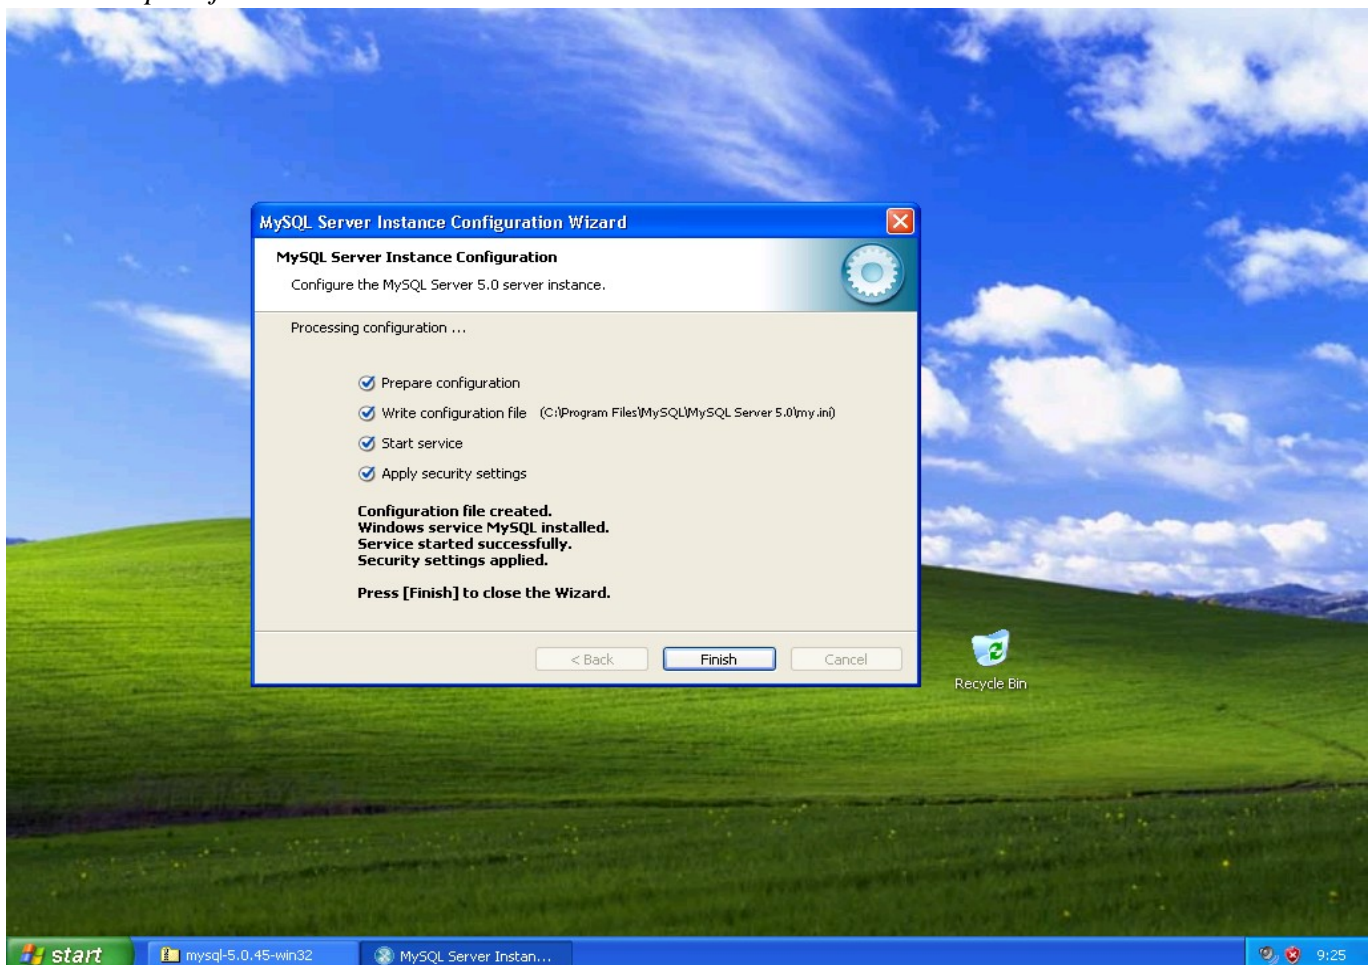 MySQL Server Instance Configuration Wizard
MySQL Server Instance Configuration
Configure the MySQL Server 5.0 server instance.
Processing configuration ...
Prepare configuration
Write configuration file (C:\Program Files\MySQL\MySQL Server 5.0\my.ini)
Start service
Apply security settings
Configuration file created.
Windows service MySQL installed.
Service started successfully.
Security settings applied.
Press [Finish] to close the Wizard.
< Back Finish Cancel
Recycle Bin
start mysql-5.0.45-win32 MySQL Server Instan... 9:25